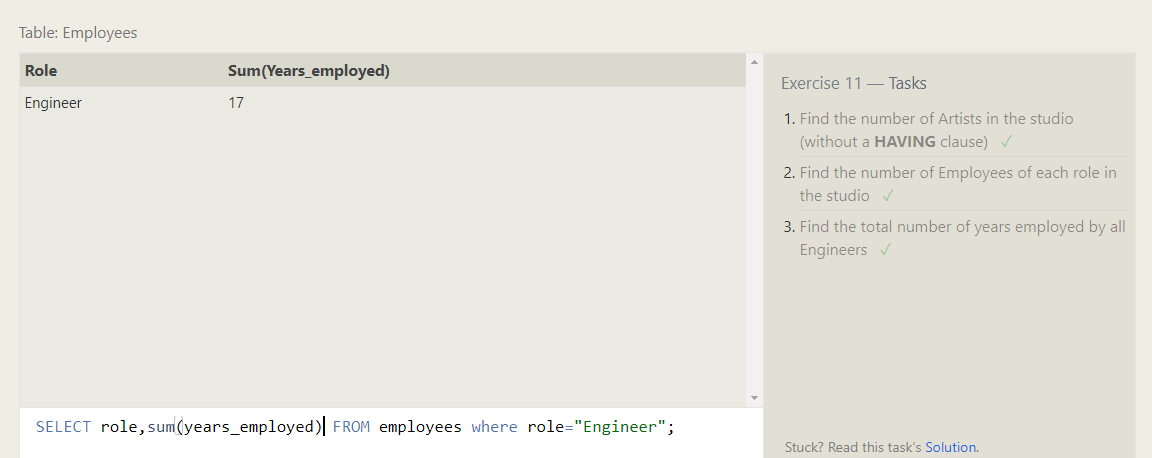 Table: Employees
Role Sum(Years_employed)
Engineer 17
Exercise 11 — Tasks
1. Find the number of Artists in the studio
(without a HAVING clause) ✓
2. Find the number of Employees of each role in
the studio ✓
3. Find the total number of years employed by all
Engineers ✓
SELECT role,sum(years_employed) FROM employees where role="Engineer";
Stuck? Read this task's Solution.